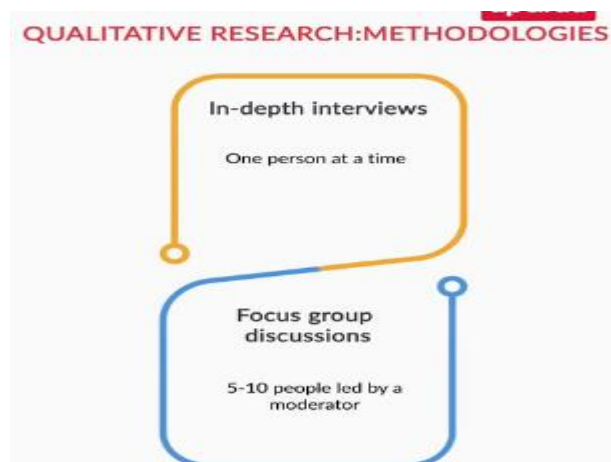 QUALITATIVE RESEARCH:METHODOLOGIES
In-depth interviews
One person at a time
Focus group
discussions
5-10 people led by a
moderator